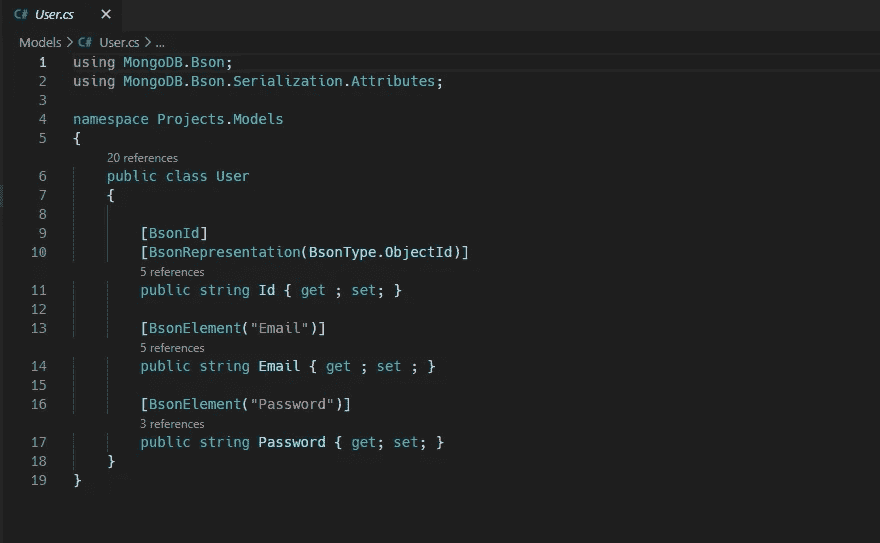 C# User.cs ×
Models > C# User.cs > ...
1 using MongoDB.Bson;
2 using MongoDB.Bson.Serialization.Attributes;
3
4 namespace Projects.Models
5 {
20 references
6 public class User
7 {
8
9 [BsonId]
10 [BsonRepresentation(BsonType.ObjectId)]
5 references
11 public string Id { get ; set; }
12
13 [BsonElement("Email")]
5 references
14 public string Email { get ; set ; }
15
16 [BsonElement("Password")]
3 references
17 public string Password { get; set; }
18 }
19 }